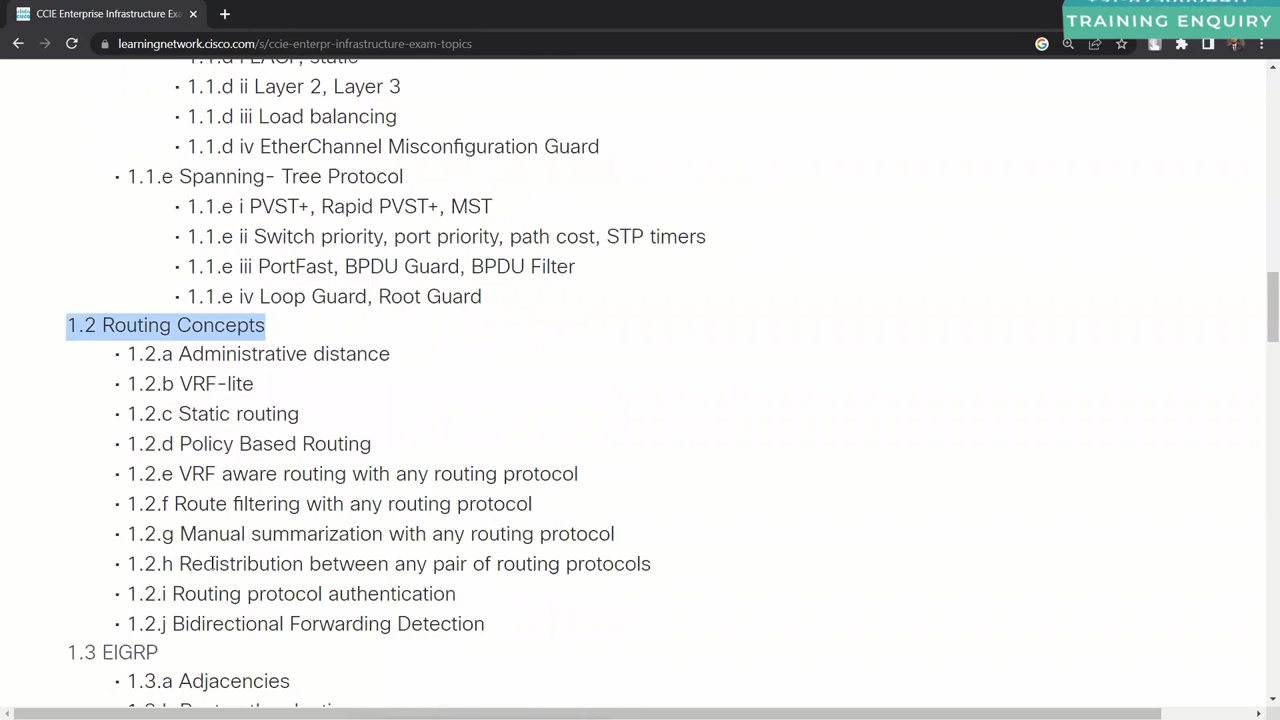 CCIE Enterprise Infrastructure Exa
TRAINING ENQUIRY
learningnetwork.cisco.com/s/ccie-enterpr-infrastructure-exam-topics
• 1.1.d ii Layer 2, Layer 3
• 1.1.d iii Load balancing
• 1.1.d iv EtherChannel Misconfiguration Guard
• 1.1.e Spanning- Tree Protocol
• 1.1.e i PVST+, Rapid PVST+, MST
• 1.1.e ii Switch priority, port priority, path cost, STP timers
• 1.1.e iii PortFast, BPDU Guard, BPDU Filter
• 1.1.e iv Loop Guard, Root Guard
1.2 Routing Concepts
• 1.2.a Administrative distance
• 1.2.b VRF-lite
• 1.2.c Static routing
• 1.2.d Policy Based Routing
• 1.2.e VRF aware routing with any routing protocol
• 1.2.f Route filtering with any routing protocol
• 1.2.g Manual summarization with any routing protocol
• 1.2.h Redistribution between any pair of routing protocols
• 1.2.i Routing protocol authentication
• 1.2.j Bidirectional Forwarding Detection
1.3 EIGRP
• 1.3.a Adjacencies